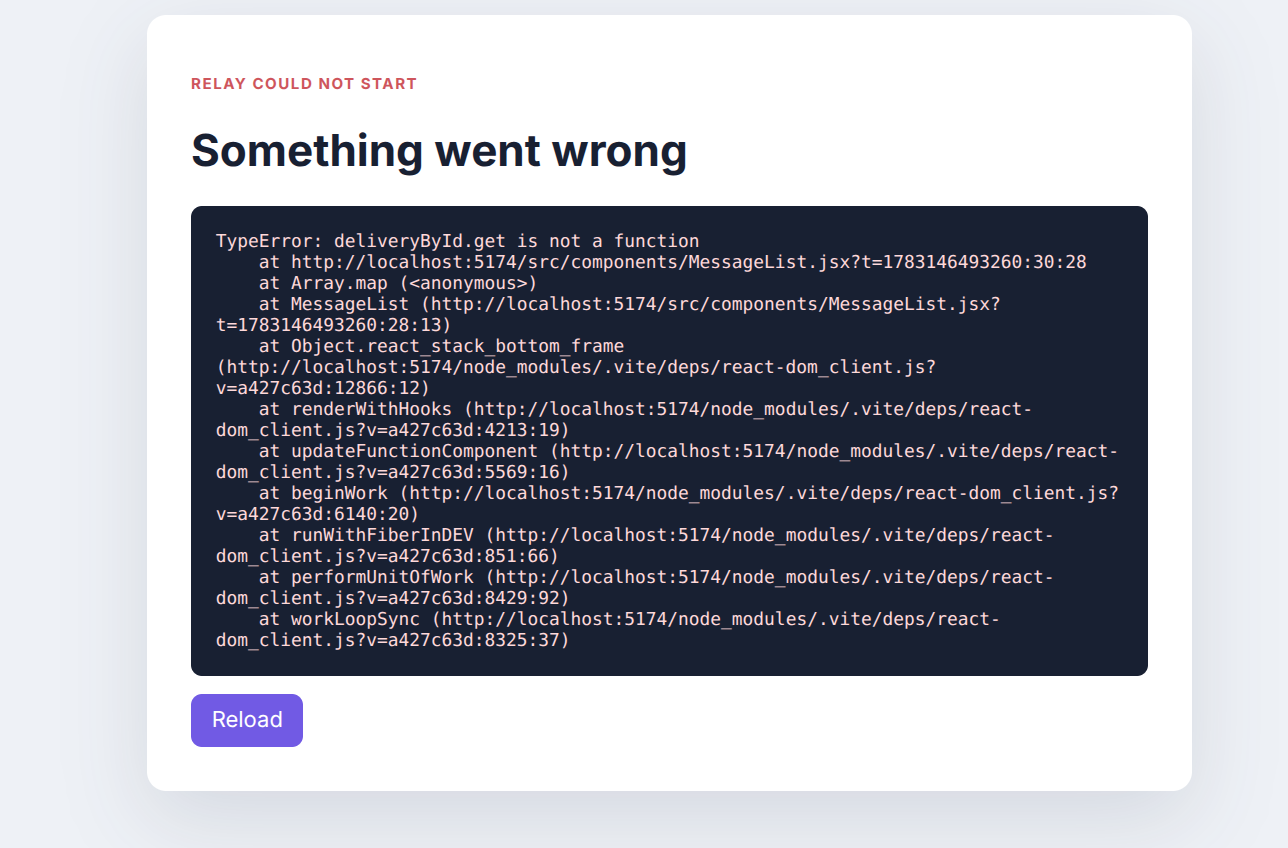 RELAY COULD NOT START
Something went wrong
TypeError: deliveryById.get is not a function
    at http://localhost:5174/src/components/MessageList.jsx?t=1783146493260:30:28
    at Array.map (<anonymous>)
    at MessageList (http://localhost:5174/src/components/MessageList.jsx?
t=1783146493260:28:13)
    at Object.react_stack_bottom_frame
(http://localhost:5174/node_modules/.vite/deps/react-dom_client.js?
v=a427c63d:12866:12)
    at renderWithHooks (http://localhost:5174/node_modules/.vite/deps/react-
dom_client.js?v=a427c63d:4213:19)
    at updateFunctionComponent (http://localhost:5174/node_modules/.vite/deps/react-
dom_client.js?v=a427c63d:5569:16)
    at beginWork (http://localhost:5174/node_modules/.vite/deps/react-dom_client.js?
v=a427c63d:6140:20)
    at runWithFiberInDEV (http://localhost:5174/node_modules/.vite/deps/react-
dom_client.js?v=a427c63d:851:66)
    at performUnitOfWork (http://localhost:5174/node_modules/.vite/deps/react-
dom_client.js?v=a427c63d:8429:92)
    at workLoopSync (http://localhost:5174/node_modules/.vite/deps/react-
dom_client.js?v=a427c63d:8325:37)
Reload